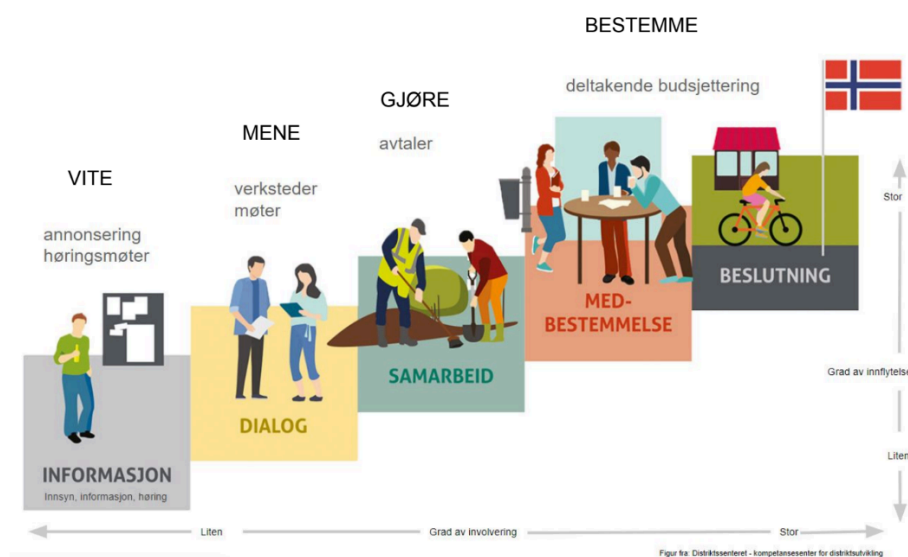 BESTEMME
deltakende budsjettering
GJØRE
avtaler
MENE
verksteder
møter
VITE
annonsering
høringsmøter
INFORMASJON
Innsyn, informasjon, høring
DIALOG
SAMARBEID
MED-
BESTEMMELSE
BESLUTNING
Stor
Grad av innflytelse
Liten
Liten
Grad av involvering
Stor
Figur fra: Distriktssenteret - kompetansesenter for distriktsutvikling